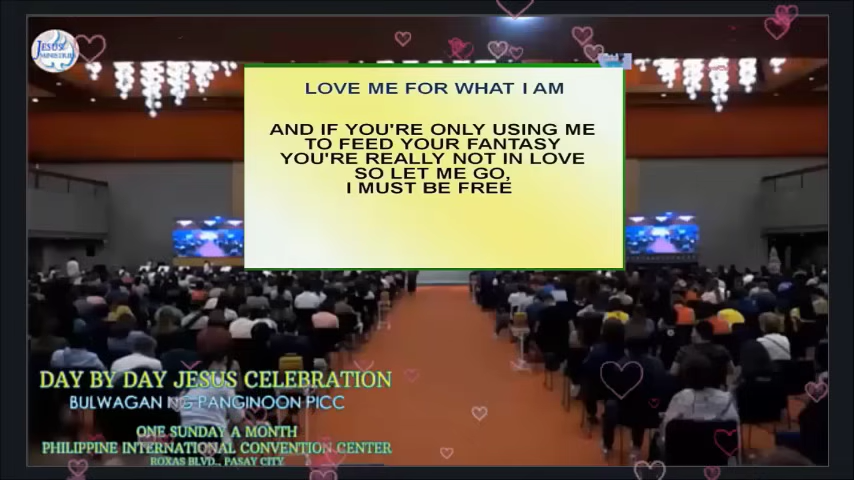 JESUS
MINISTRIES
LOVE ME FOR WHAT I AM
AND IF YOU'RE ONLY USING ME
TO FEED YOUR FANTASY
YOU'RE REALLY NOT IN LOVE
SO LET ME GO,
I MUST BE FREE
DAY BY DAY JESUS CELEBRATION
BULWAGAN NG PANGINOON PICC
ONE SUNDAY A MONTH
PHILIPPINE INTERNATIONAL CONVENTION CENTER
ROXAS BLVD., PASAY CITY